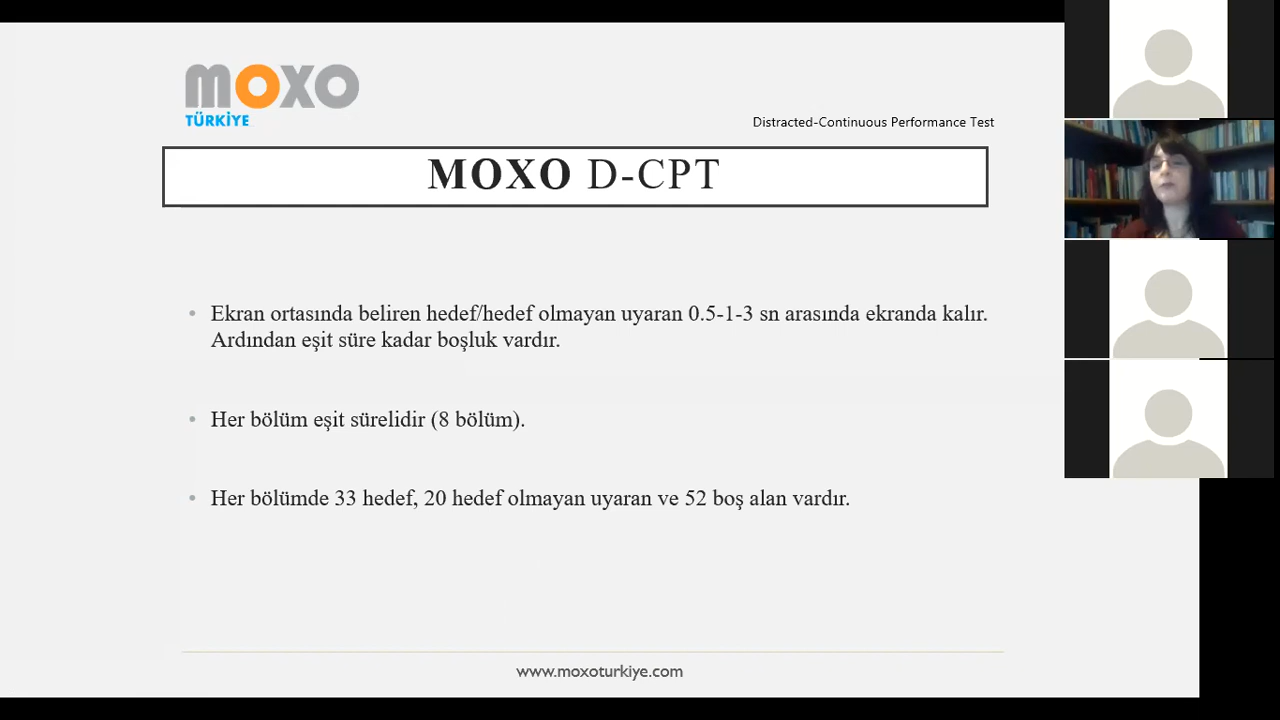 moxo
TÜRKİYE
Distracted-Continuous Performance Test
MOXO D-CPT
• Ekran ortasında beliren hedef/hedef olmayan uyaran 0.5-1-3 sn arasında ekranda kalır.
Ardından eşit süre kadar boşluk vardır.
• Her bölüm eşit sürelidir (8 bölüm).
• Her bölümde 33 hedef, 20 hedef olmayan uyaran ve 52 boş alan vardır.
www.moxoturkiye.com